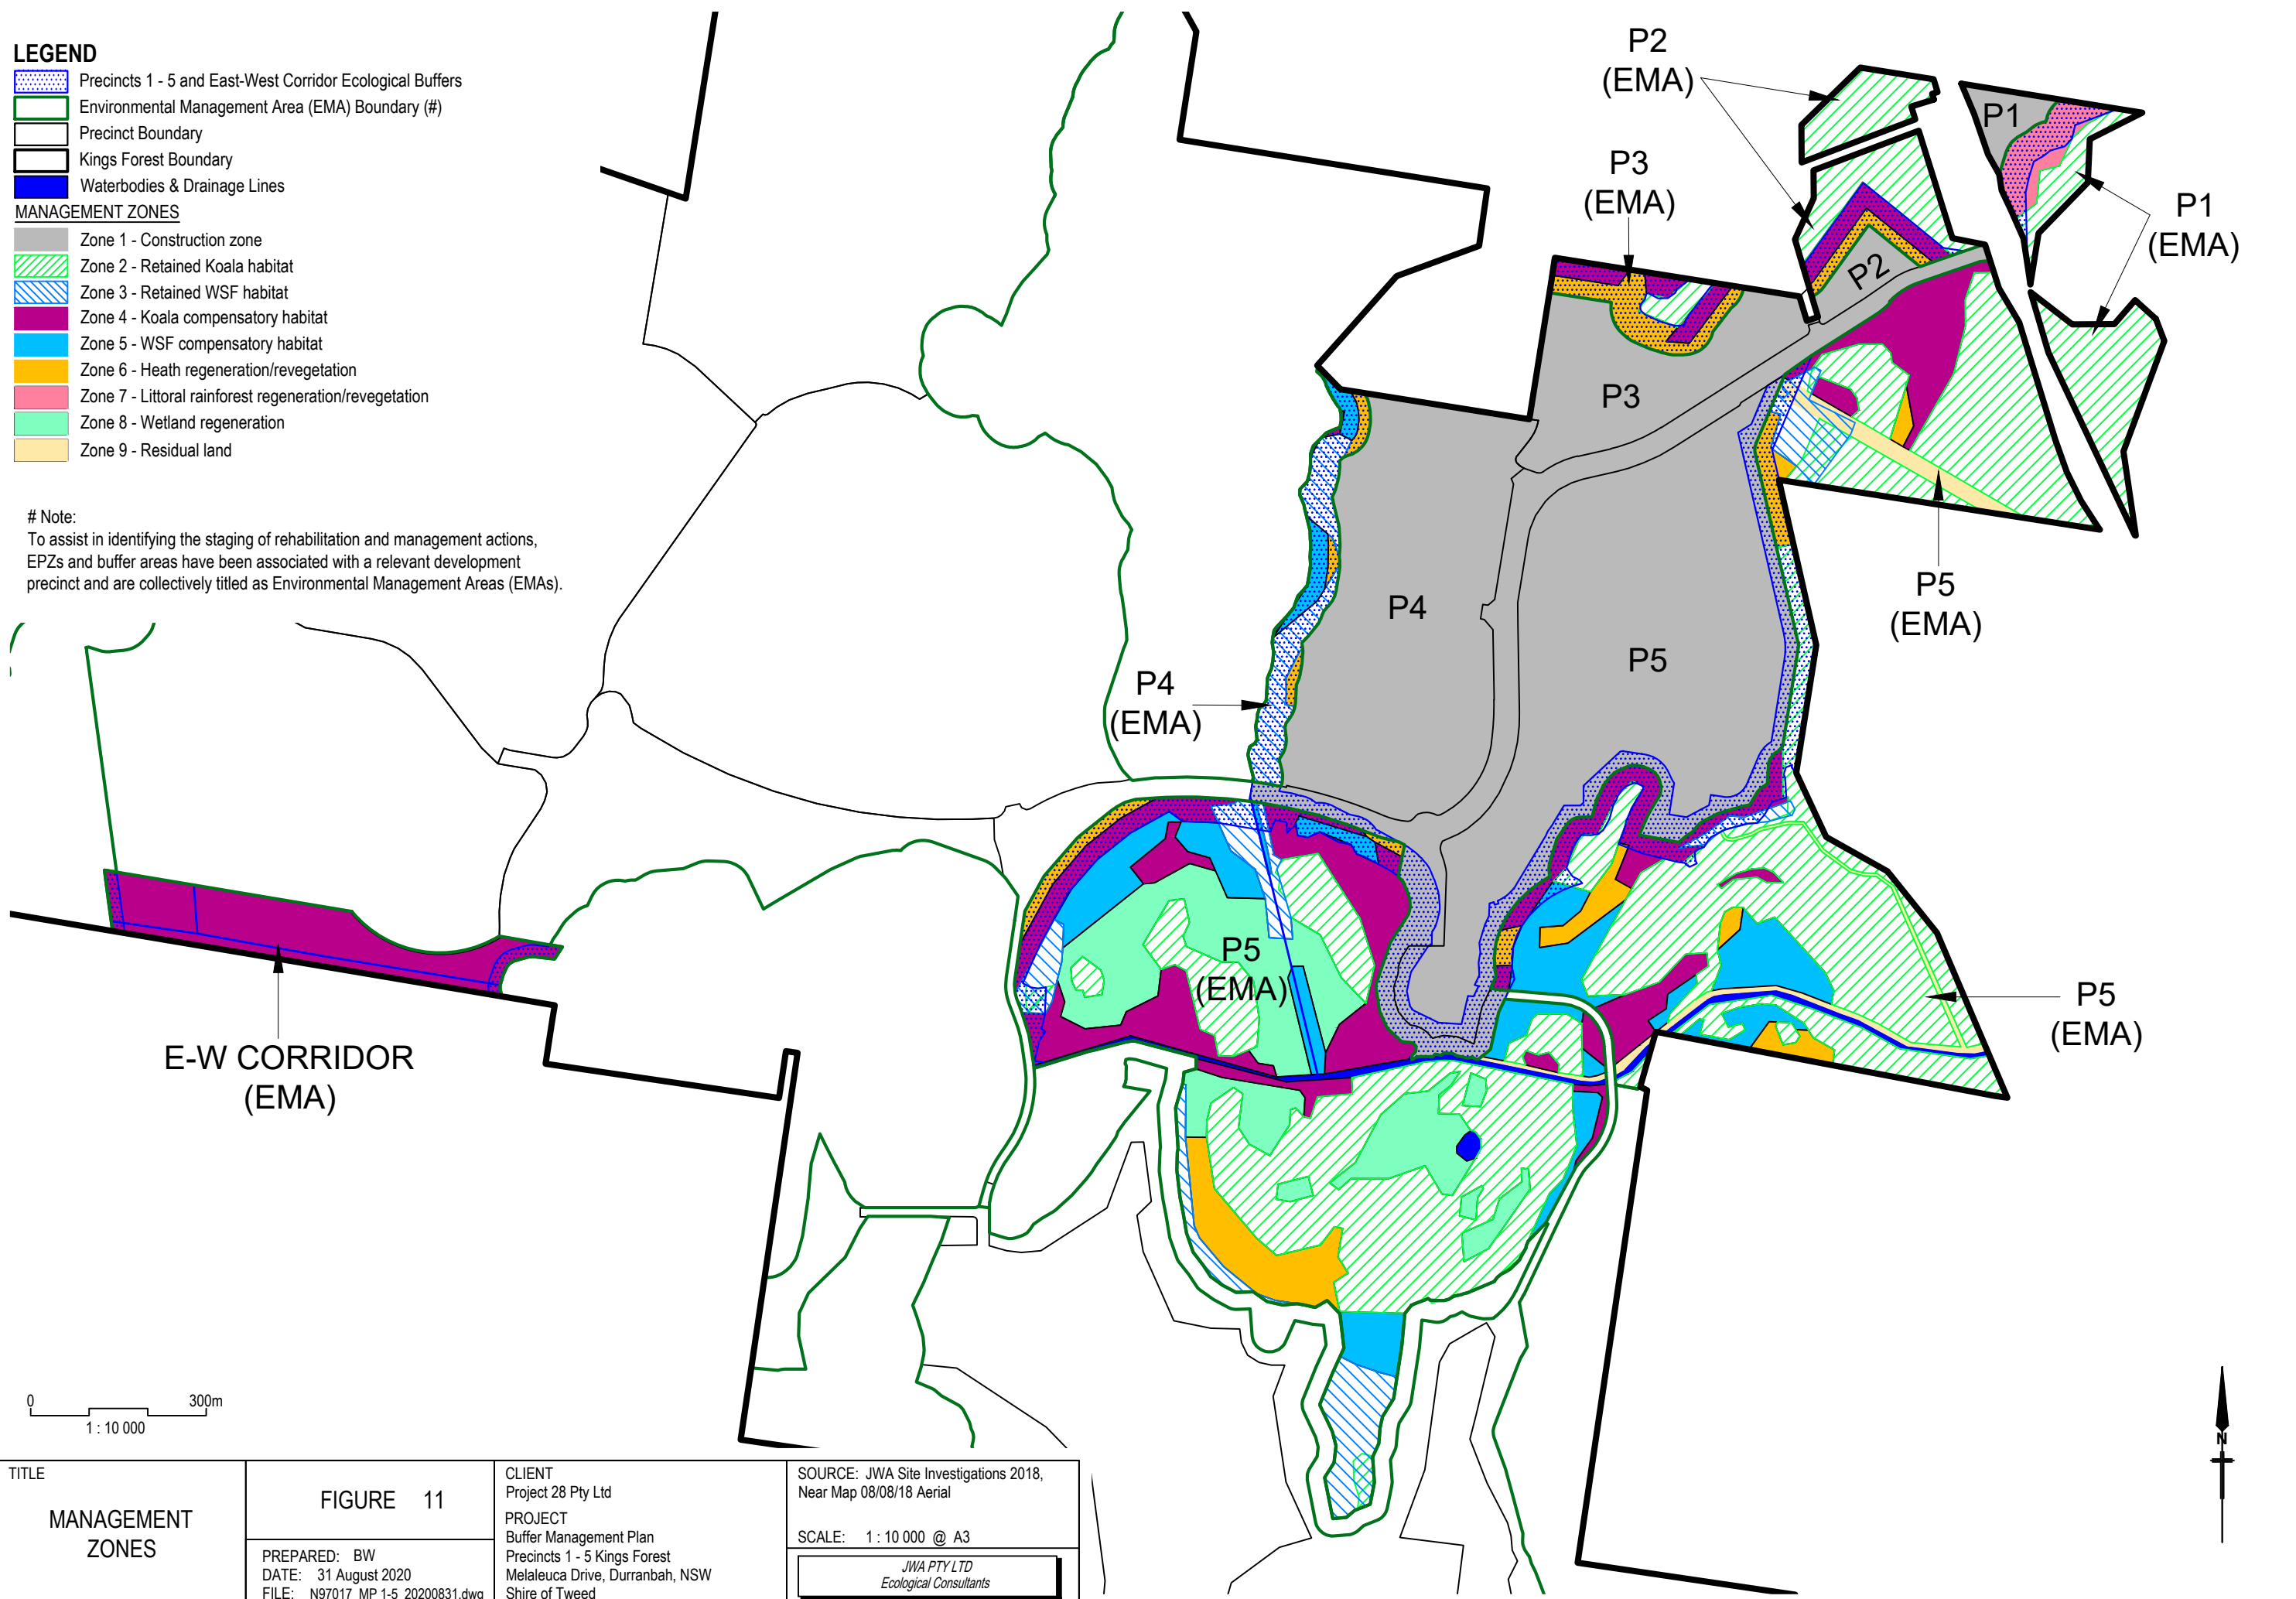 LEGEND
Precincts 1 - 5 and East-West Corridor Ecological Buffers
Environmental Management Area (EMA) Boundary (#)
Precinct Boundary
Kings Forest Boundary
Waterbodies & Drainage Lines
MANAGEMENT ZONES
Zone 1 - Construction zone
Zone 2 - Retained Koala habitat
Zone 3 - Retained WSF habitat
Zone 4 - Koala compensatory habitat
Zone 5 - WSF compensatory habitat
Zone 6 - Heath regeneration/revegetation
Zone 7 - Littoral rainforest regeneration/revegetation
Zone 8 - Wetland regeneration
Zone 9 - Residual land
# Note:
To assist in identifying the staging of rehabilitation and management actions,
EPZs and buffer areas have been associated with a relevant development
precinct and are collectively titled as Environmental Management Areas (EMAs).
P2
(EMA)
P1
P3
(EMA)
P1
(EMA)
P2
P3
P4
P5
(EMA)
P5
P4
(EMA)
P5
(EMA)
P5
(EMA)
E-W CORRIDOR
(EMA)
0 300m
1 : 10 000
N
TITLE
MANAGEMENT
ZONES
FIGURE 11
PREPARED: BW
DATE: 31 August 2020
FILE: N97017_MP 1-5_20200831.dwg
CLIENT
Project 28 Pty Ltd
PROJECT
Buffer Management Plan
Precincts 1 - 5 Kings Forest
Melaleuca Drive, Durranbah, NSW
Shire of Tweed
SOURCE: JWA Site Investigations 2018,
Near Map 08/08/18 Aerial
SCALE: 1 : 10 000 @ A3
JWA PTY LTD
Ecological Consultants